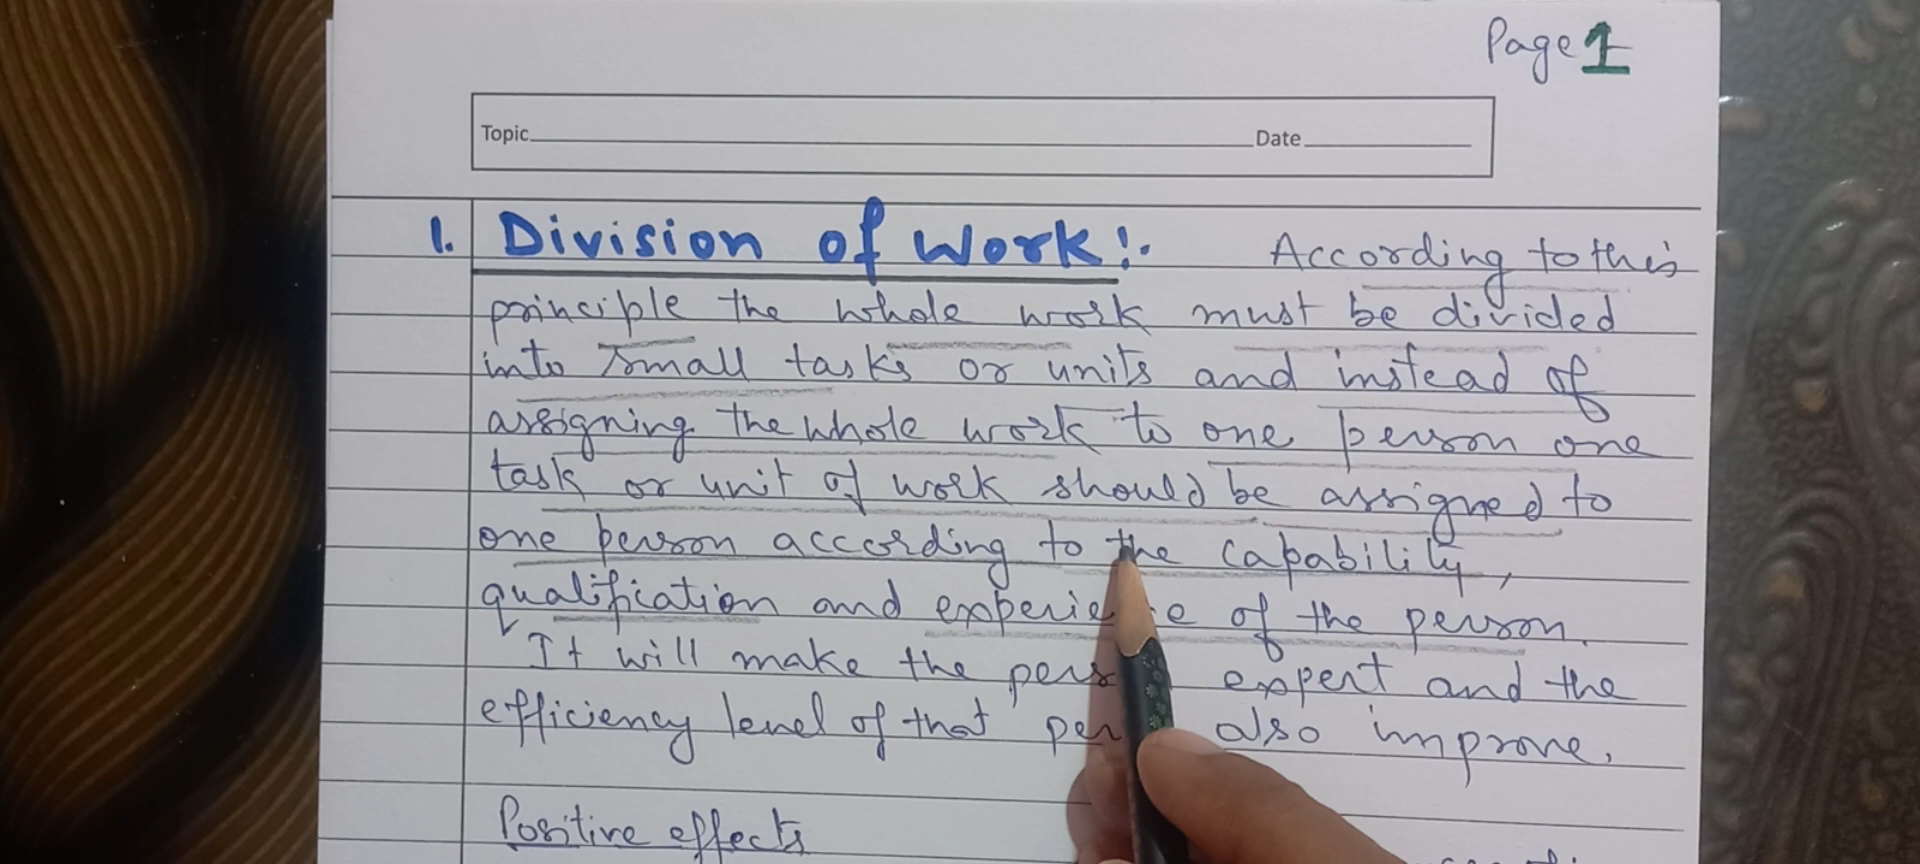 Page 1
Topic Date
1. Division of Work:- According to this
principle the whole work must be divided
into small tasks or units and instead of
assigning the whole work to one person one
task or unit of work should be assigned to
one person according to the capability,
qualification and experience of the person.
It will make the expert and the
efficiency level of that also improve.
Positive effects